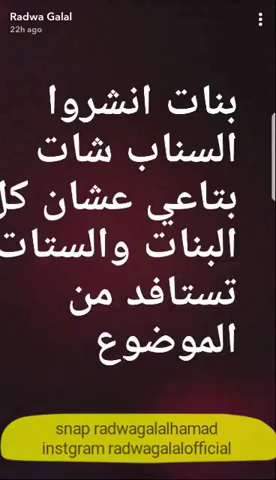 Radwa Galal
22h ago
بنات انشروا
السناب شات
بتاعي عشان كل
البنات والستات
تستافد من
الموضوع
snap radwagalalhamad
instgram radwagalalofficial